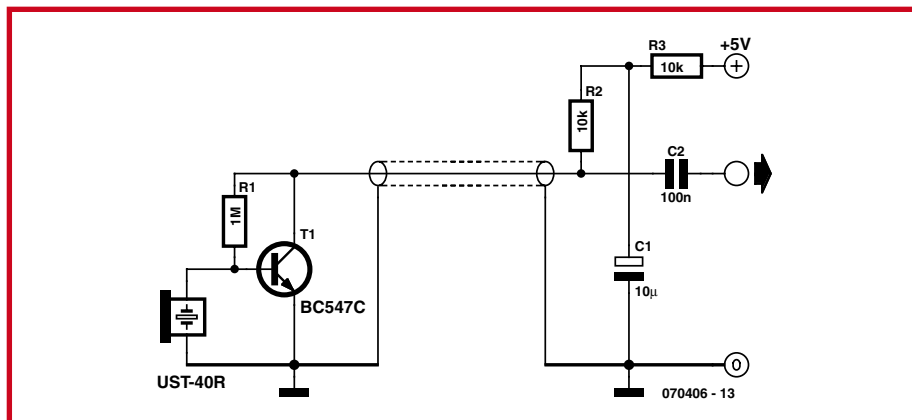 R3
+5V
10k
R2
10k
C2
100n
R1
1M
T1
C1
BC547C
10μ
UST-40R
0
070406 - 13